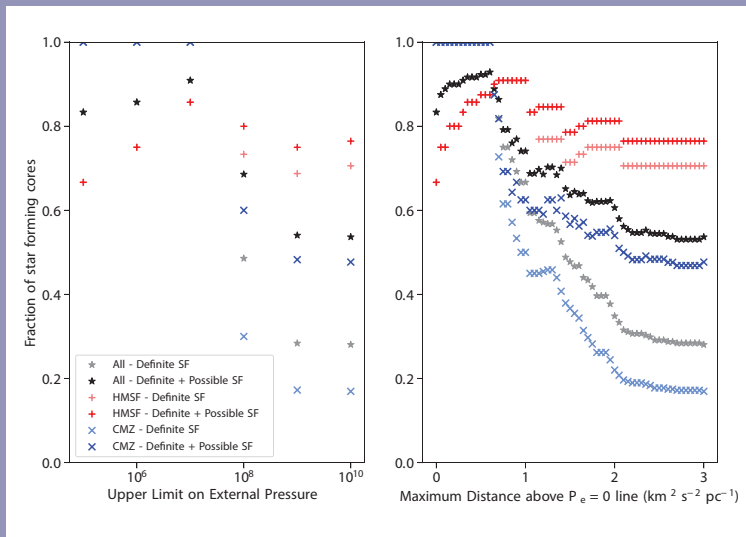 Fraction of star forming cores
1.0
0.8
0.6
0.4
0.2
0.0
All - Definite SF
All - Definite + Possible SF
HMSF - Definite SF
HMSF - Definite + Possible SF
CMZ - Definite SF
CMZ - Definite + Possible SF
10^6 10^8 10^10
Upper Limit on External Pressure
1.0
0.8
0.6
0.4
0.2
0.0
0 1 2 3
Maximum Distance above P e = 0 line (km 2 s−2 pc−1)